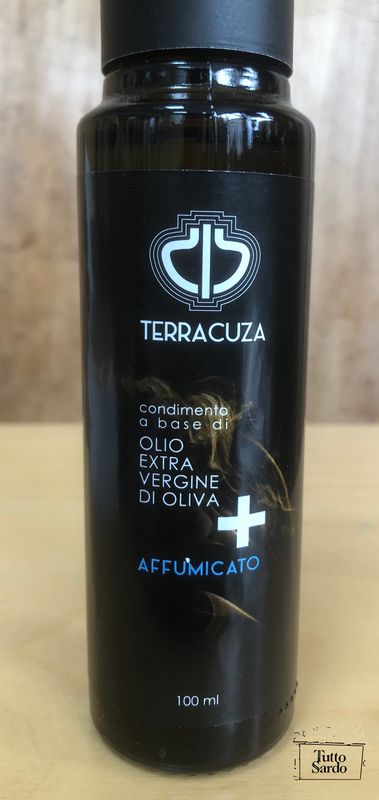 TERRACUZA
condimento
a base di
OLIO
EXTRA
VERGINE
DI OLIVA
+
AFFUMICATO
100 ml
Tutto
Sardo